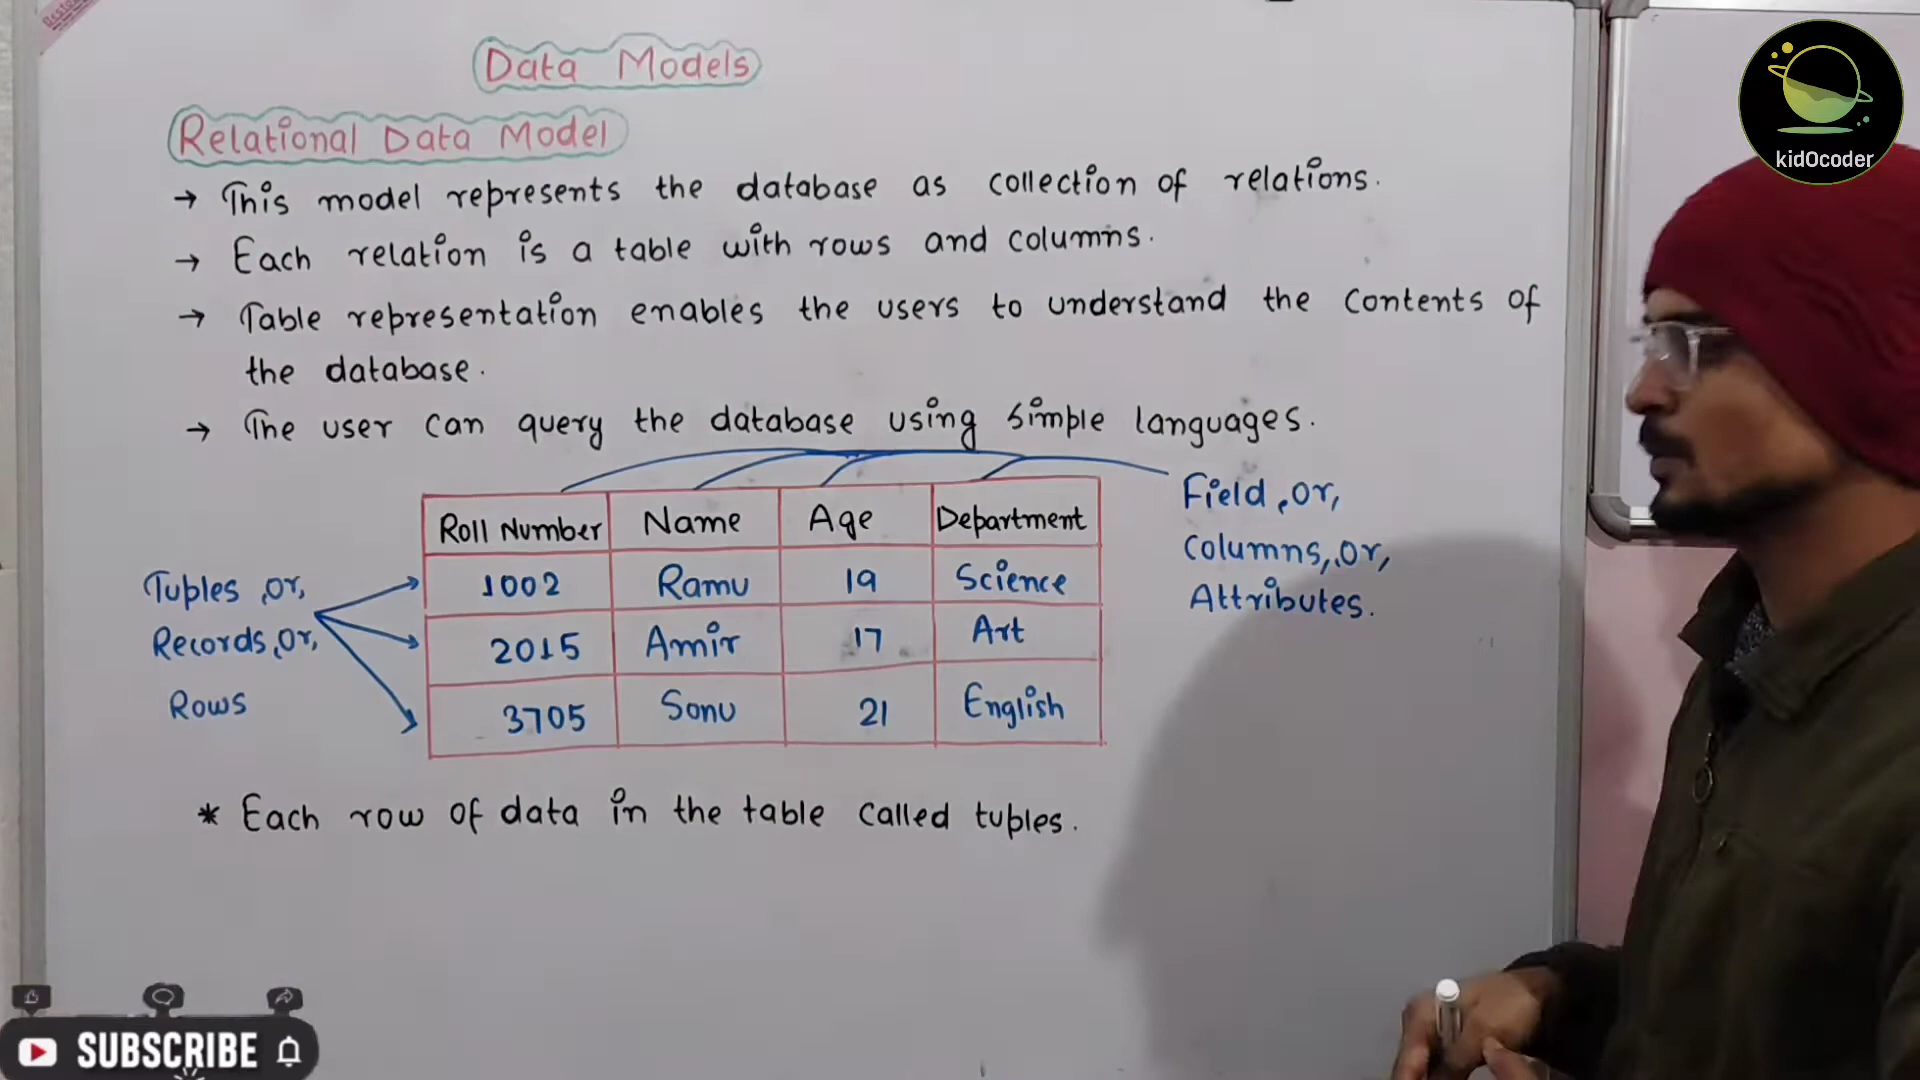 Data Models
Relational Data Model
→ This model represents the database as collection of relations.
→ Each relation is a table with rows and columns.
→ Table representation enables the users to understand the contents of
the database.
→ The user can query the database using simple languages.
Field, or,
Columns, or,
Attributes.
Roll Number Name Age Department
1002 Ramu 19 Science
2015 Amir 17 Art
3705 Sonu 21 English
Tuples, or,
Records, or,
Rows
* Each row of data in the table called tuples.
kidOcoder
SUBSCRIBE